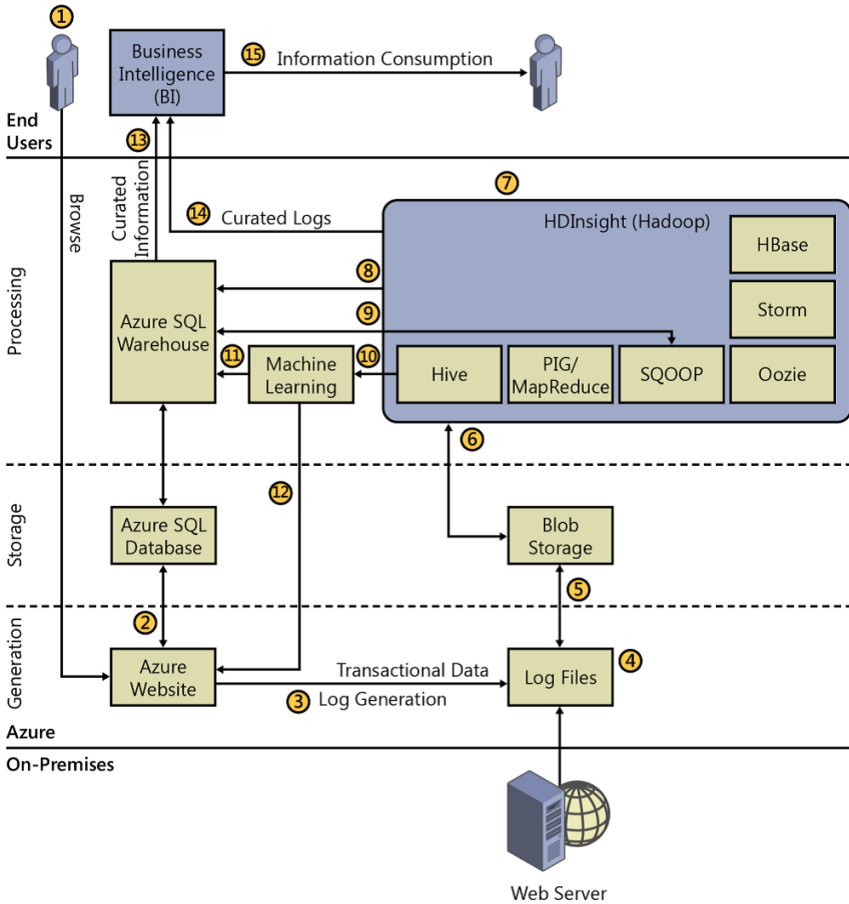 1
Business
Intelligence
(BI)
15 Information Consumption
End
Users
13
7
Browse
Curated
Information
14 Curated Logs
HDInsight (Hadoop)
HBase
Processing
8
Azure SQL
Warehouse
9
Storm
11
Machine
Learning
10
Hive
PIG/
MapReduce
SQOOP
Oozie
6
12
Storage
Azure SQL
Database
Blob
Storage
5
2
Generation
Azure
Website
Transactional Data
3 Log Generation
Log Files
4
Azure
On-Premises
Web Server